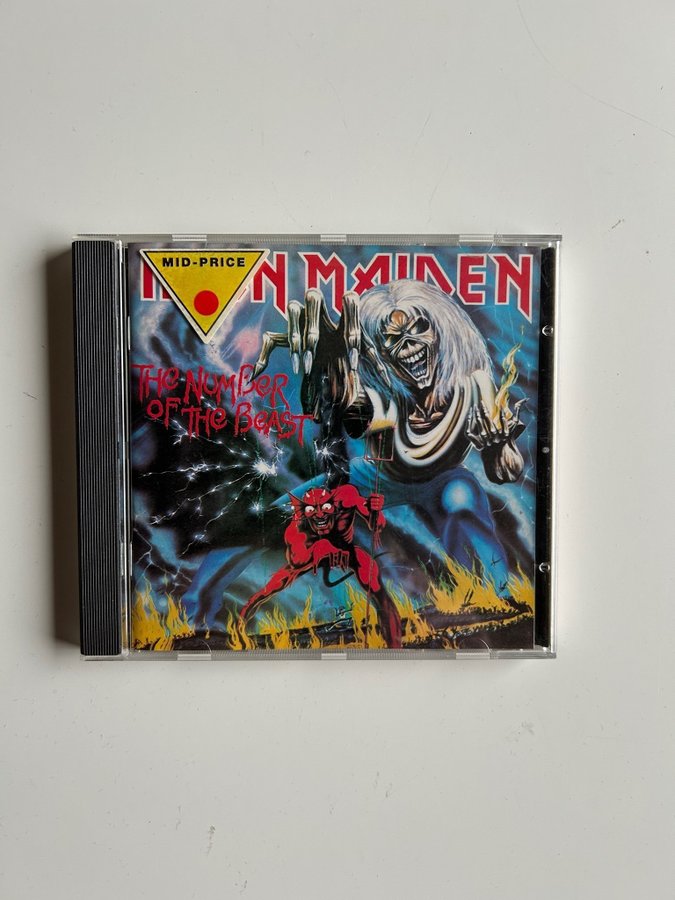 MID-PRICE
MAIDEN
The Number
of the Beast